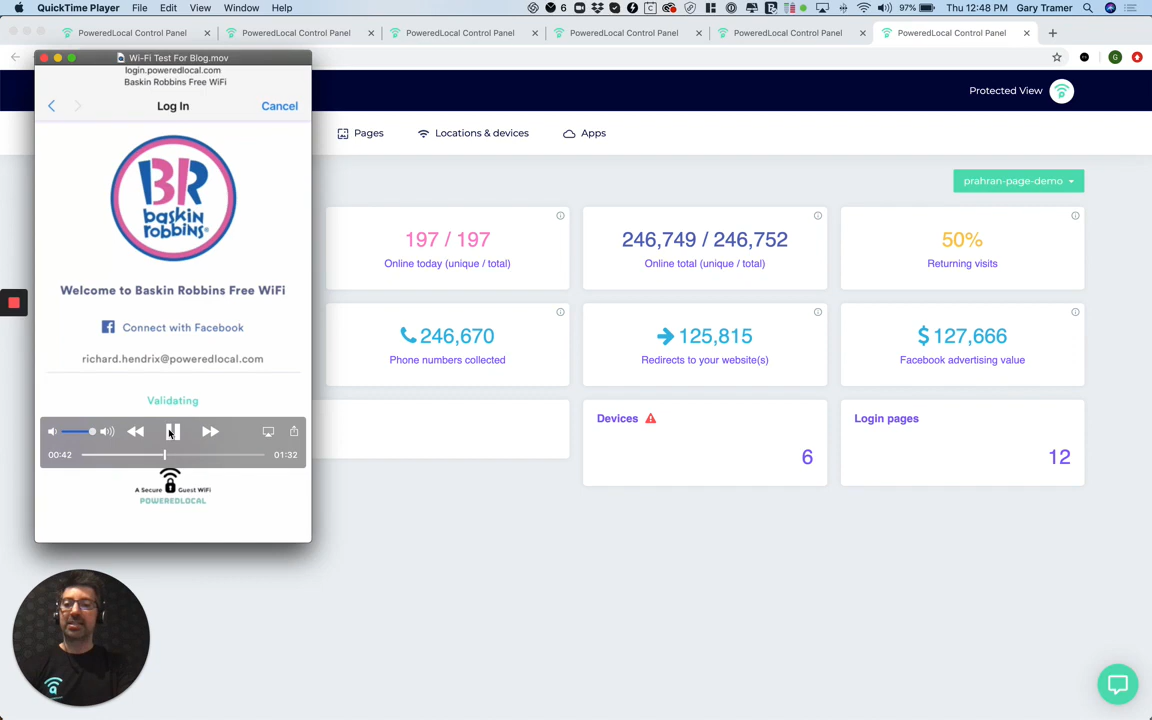 QuickTime Player File Edit View Window Help
6 97% Thu 12:48 PM Gary Tramer
PoweredLocal Control Panel × PoweredLocal Control Panel × PoweredLocal Control Panel × PoweredLocal Control Panel × PoweredLocal Control Panel × PoweredLocal Control Panel ×
Wi-Fi Test For Blog.mov
G
login.poweredlocal.com
Baskin Robbins Free WiFi
Log In Cancel
Protected View
Pages Locations & devices Apps
prahran-page-demo
BR
baskin
robbins
Welcome to Baskin Robbins Free WiFi
Connect with Facebook
richard.hendrix@poweredlocal.com
Validating
00:42 01:32
A Secure Guest WiFi
POWEREDLOCAL
197 / 197
Online today (unique / total)
246,749 / 246,752
Online total (unique / total)
50%
Returning visits
246,670
Phone numbers collected
125,815
Redirects to your website(s)
$127,666
Facebook advertising value
Devices
6
Login pages
12